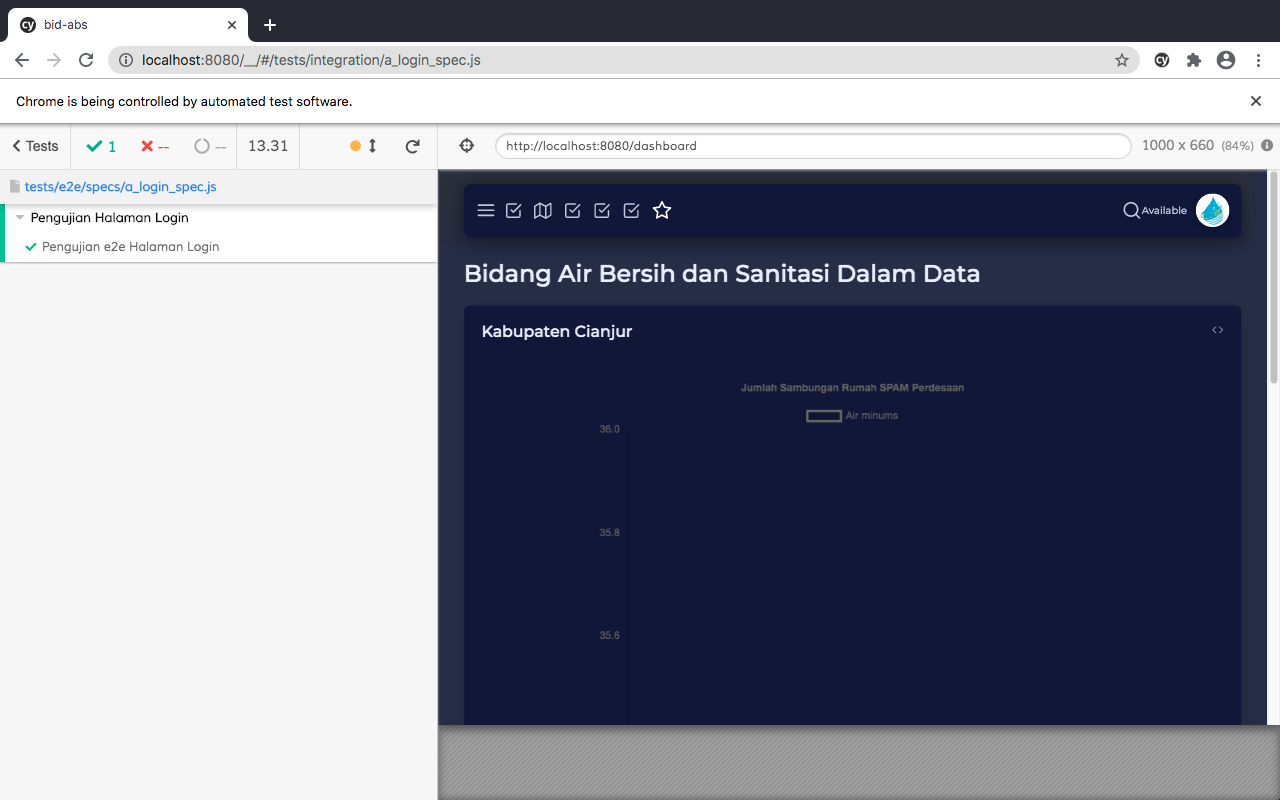 cy bid-abs
localhost:8080/__/#/tests/integration/a_login_spec.js
cy
Chrome is being controlled by automated test software.
Tests 1 -- -- 13.31
http://localhost:8080/dashboard
1000 x 660 (84%)
tests/e2e/specs/a_login_spec.js
Pengujian Halaman Login
Pengujian e2e Halaman Login
Available
Bidang Air Bersih dan Sanitasi Dalam Data
Kabupaten Cianjur
Jumlah Sambungan Rumah SPAM Perdesaan
Air minums
36.0
35.8
35.6